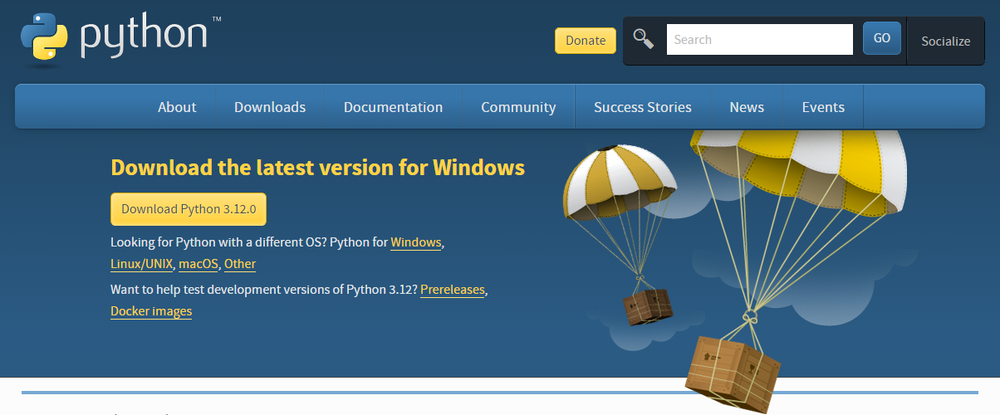 python™
Donate
Search
GO
Socialize
About
Downloads
Documentation
Community
Success Stories
News
Events
Download the latest version for Windows
Download Python 3.12.0
Looking for Python with a different OS? Python for Windows,
Linux/UNIX, macOS, Other
Want to help test development versions of Python 3.12? Prereleases,
Docker images